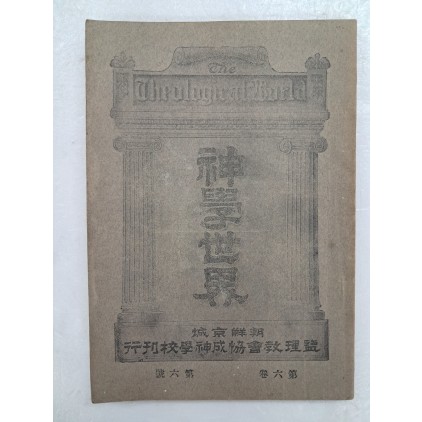 The
Theological World
神學世界
朝鮮京城
監理敎會協成神學校刊行
第六卷 第六號